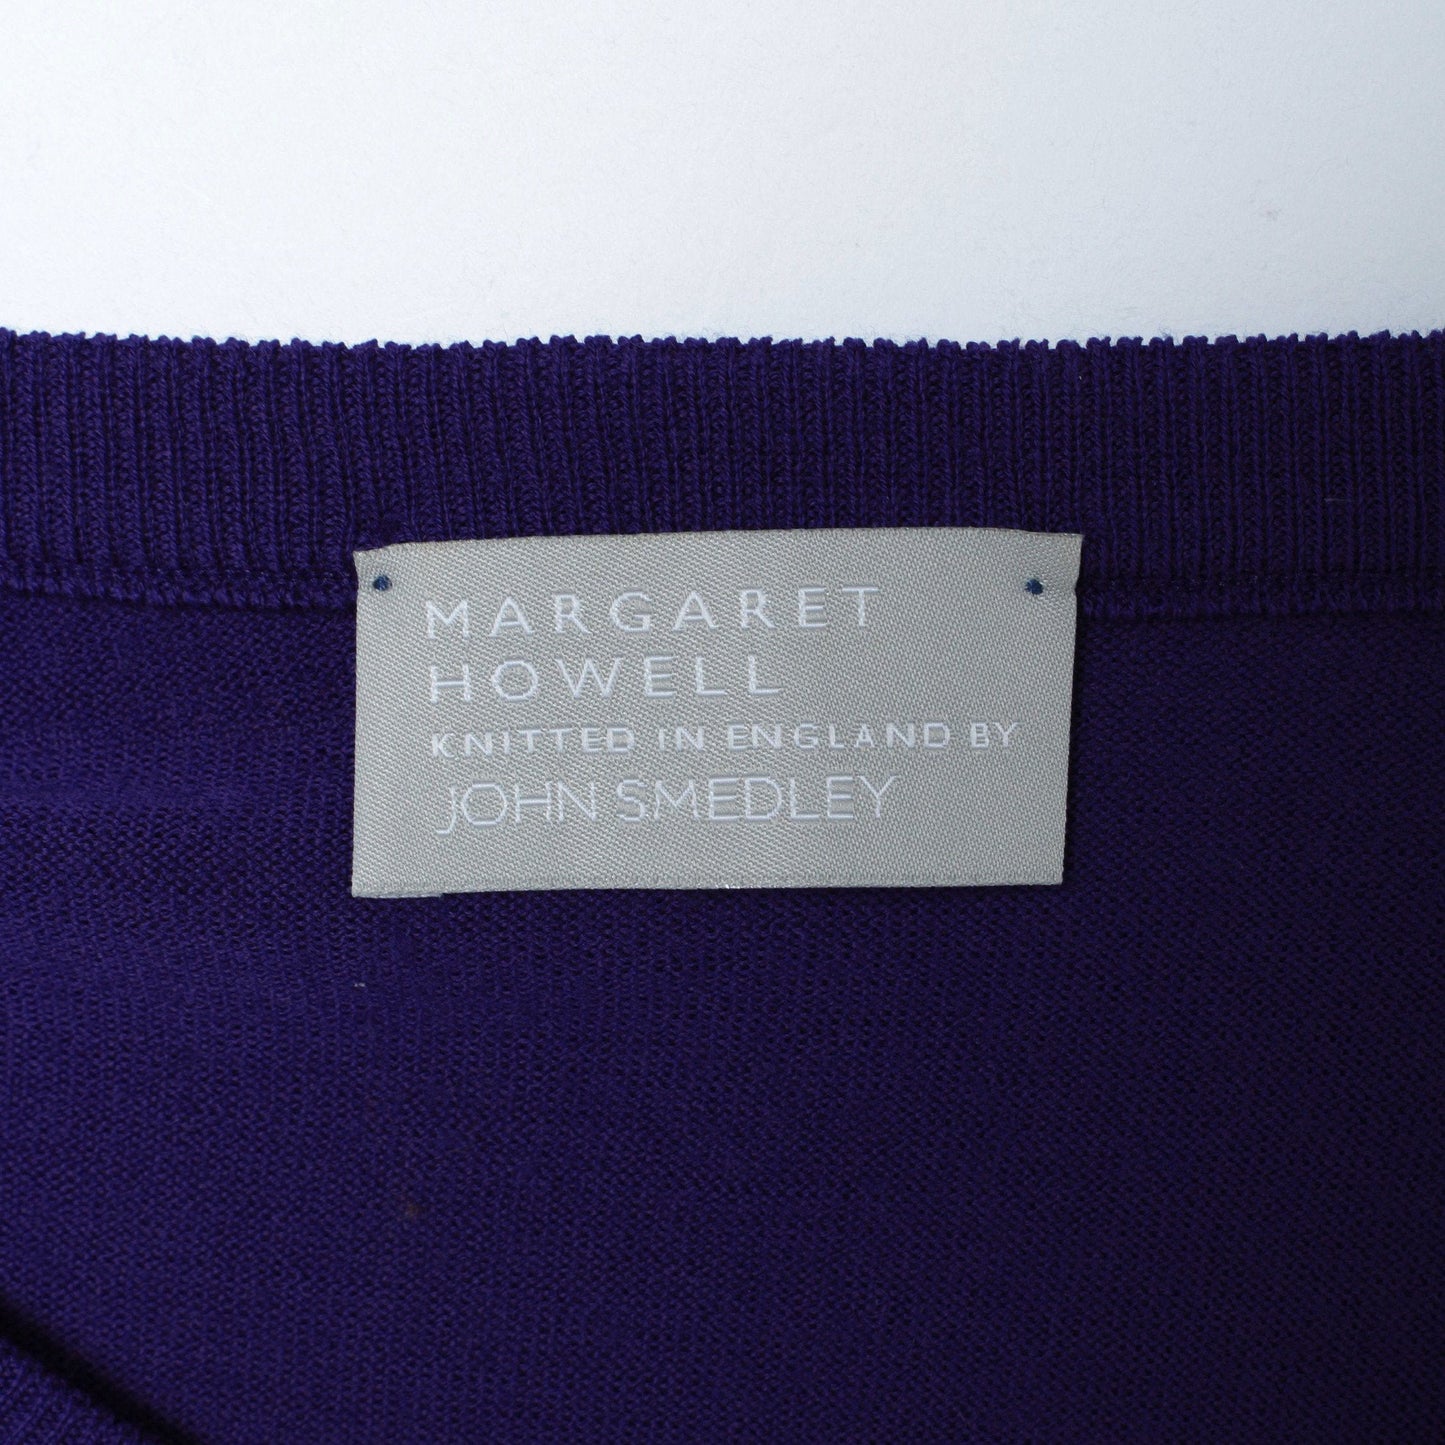 MARGARET
HOWELL
KNITTED IN ENGLAND BY
JOHN SMEDLEY